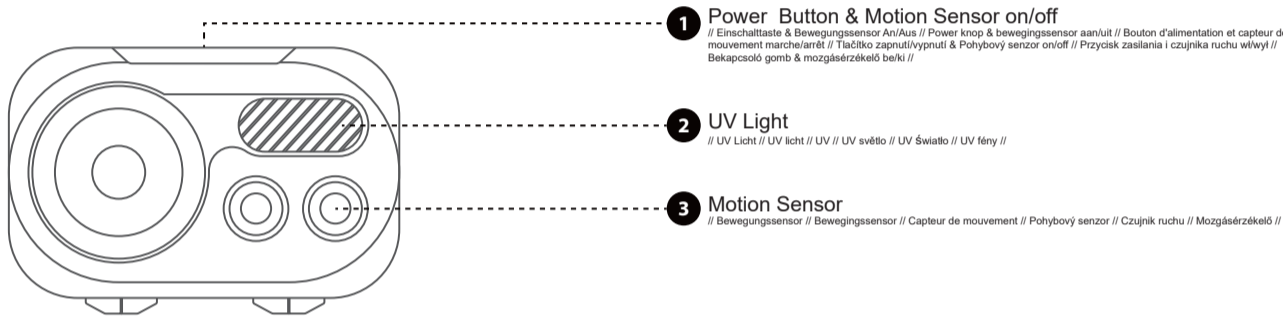 1 Power Button & Motion Sensor on/off
// Einschalttaste & Bewegungssensor An/Aus // Power knop & bewegingssensor aan/uit // Bouton d'alimentation et capteur de
mouvement marche/arrêt // Tlačítko zapnutí/vypnutí & Pohybový senzor on/off // Przycisk zasilania i czujnika ruchu wł/wył //
Bekapcsoló gomb & mozgásérzékelő be/ki //
2 UV Light
// UV Licht // UV licht // UV // UV světlo // UV Światło // UV fény //
3 Motion Sensor
// Bewegungssensor // Bewegingssensor // Capteur de mouvement // Pohybový senzor // Czujnik ruchu // Mozgásérzékelő //